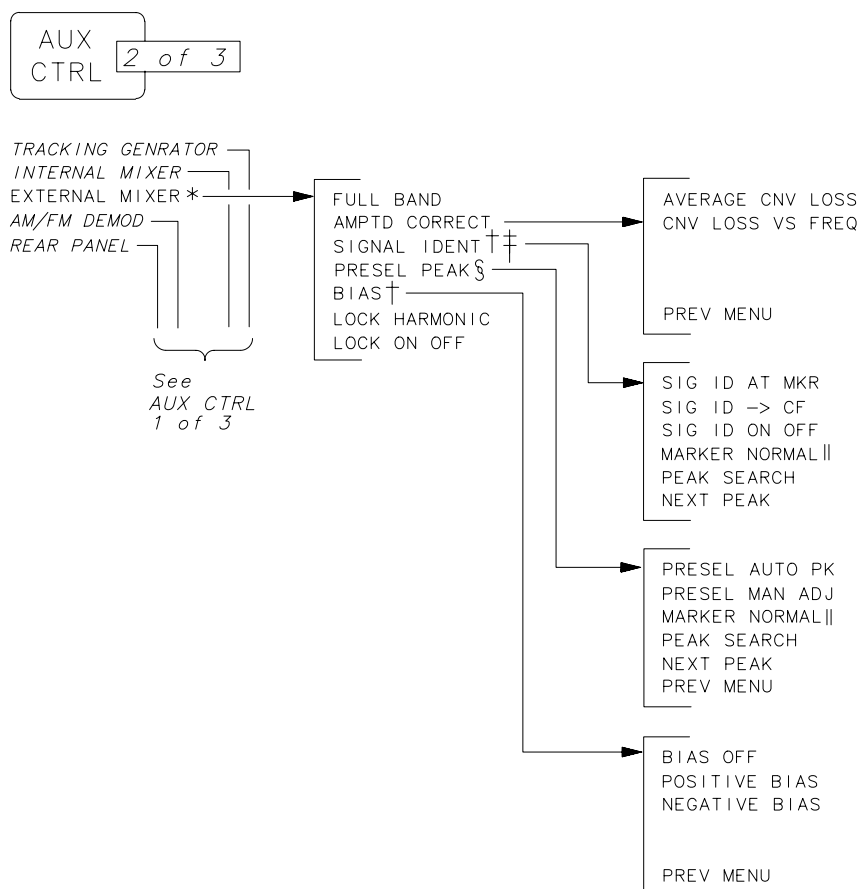 AUX
CTRL
2 of 3
TRACKING GENRATOR
INTERNAL MIXER
EXTERNAL MIXER*
AM/FM DEMOD
REAR PANEL
See
AUX CTRL
1 of 3
FULL BAND
AMPTD CORRECT
SIGNAL IDENT†‡
PRESEL PEAK§
BIAS†
LOCK HARMONIC
LOCK ON OFF
AVERAGE CNV LOSS
CNV LOSS VS FREQ
PREV MENU
SIG ID AT MKR
SIG ID -> CF
SIG ID ON OFF
MARKER NORMAL‖
PEAK SEARCH
NEXT PEAK
PRESEL AUTO PK
PRESEL MAN ADJ
MARKER NORMAL‖
PEAK SEARCH
NEXT PEAK
PREV MENU
BIAS OFF
POSITIVE BIAS
NEGATIVE BIAS
PREV MENU